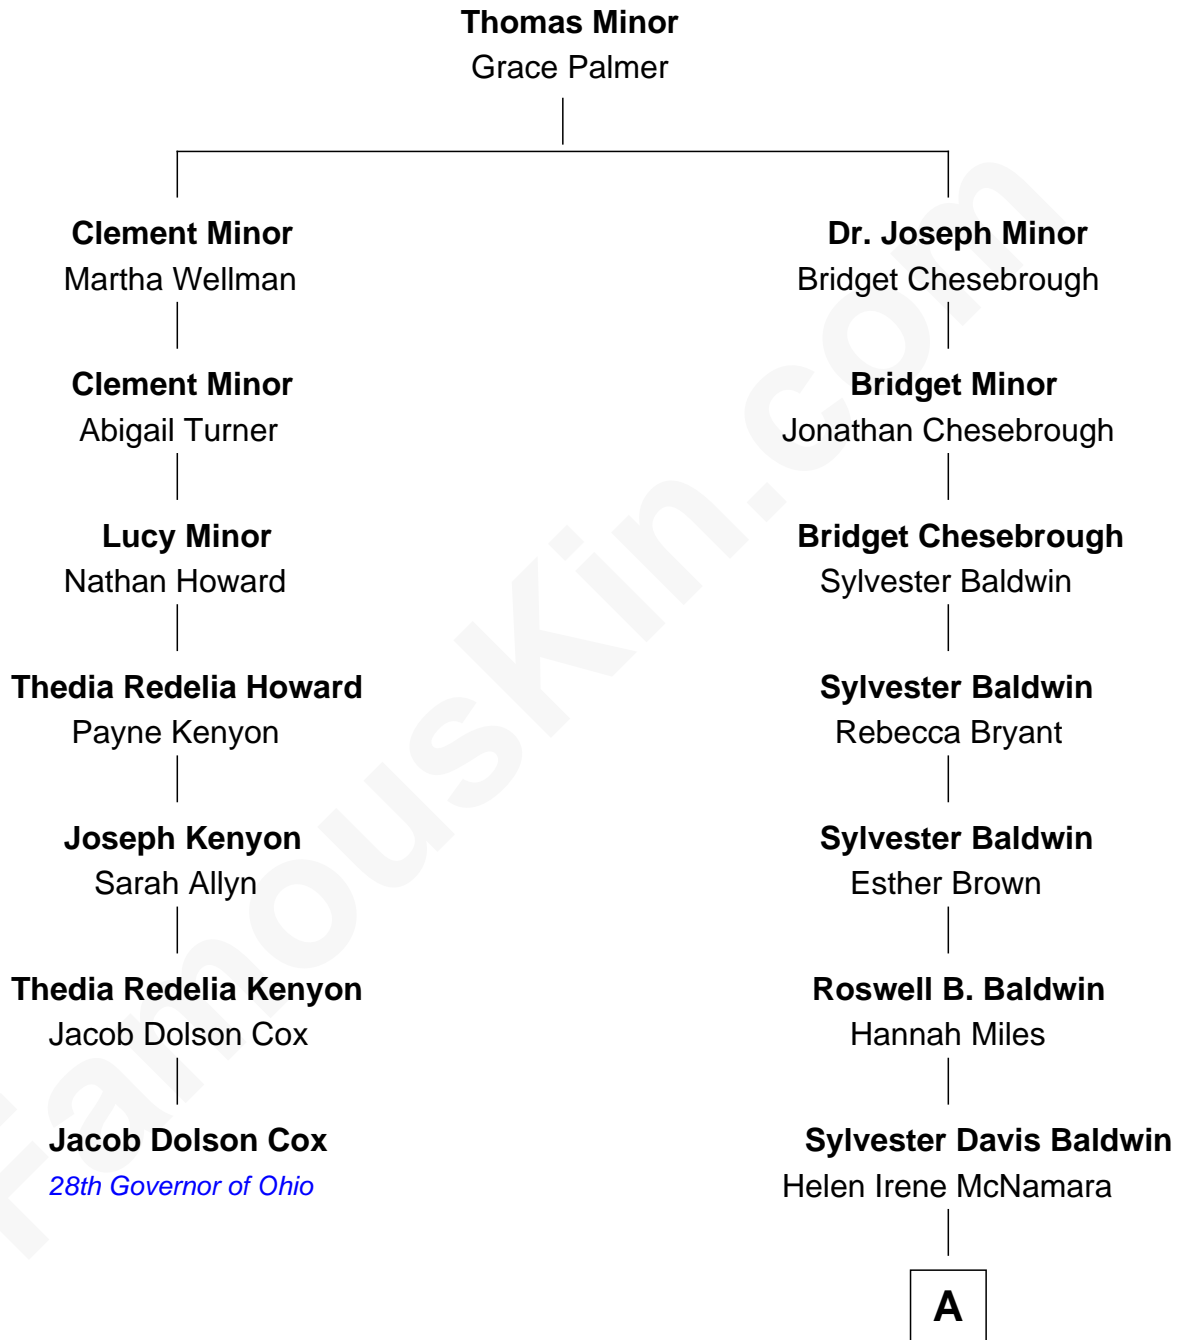 Thomas Minor
Grace Palmer
Clement Minor
Martha Wellman
Dr. Joseph Minor
Bridget Chesebrough
Clement Minor
Abigail Turner
Bridget Minor
Jonathan Chesebrough
Lucy Minor
Nathan Howard
Bridget Chesebrough
Sylvester Baldwin
Thedia Redelia Howard
Payne Kenyon
Sylvester Baldwin
Rebecca Bryant
Joseph Kenyon
Sarah Allyn
Sylvester Baldwin
Esther Brown
Thedia Redelia Kenyon
Jacob Dolson Cox
Roswell B. Baldwin
Hannah Miles
Jacob Dolson Cox
28th Governor of Ohio
Sylvester Davis Baldwin
Helen Irene McNamara
A
FamousKin.com